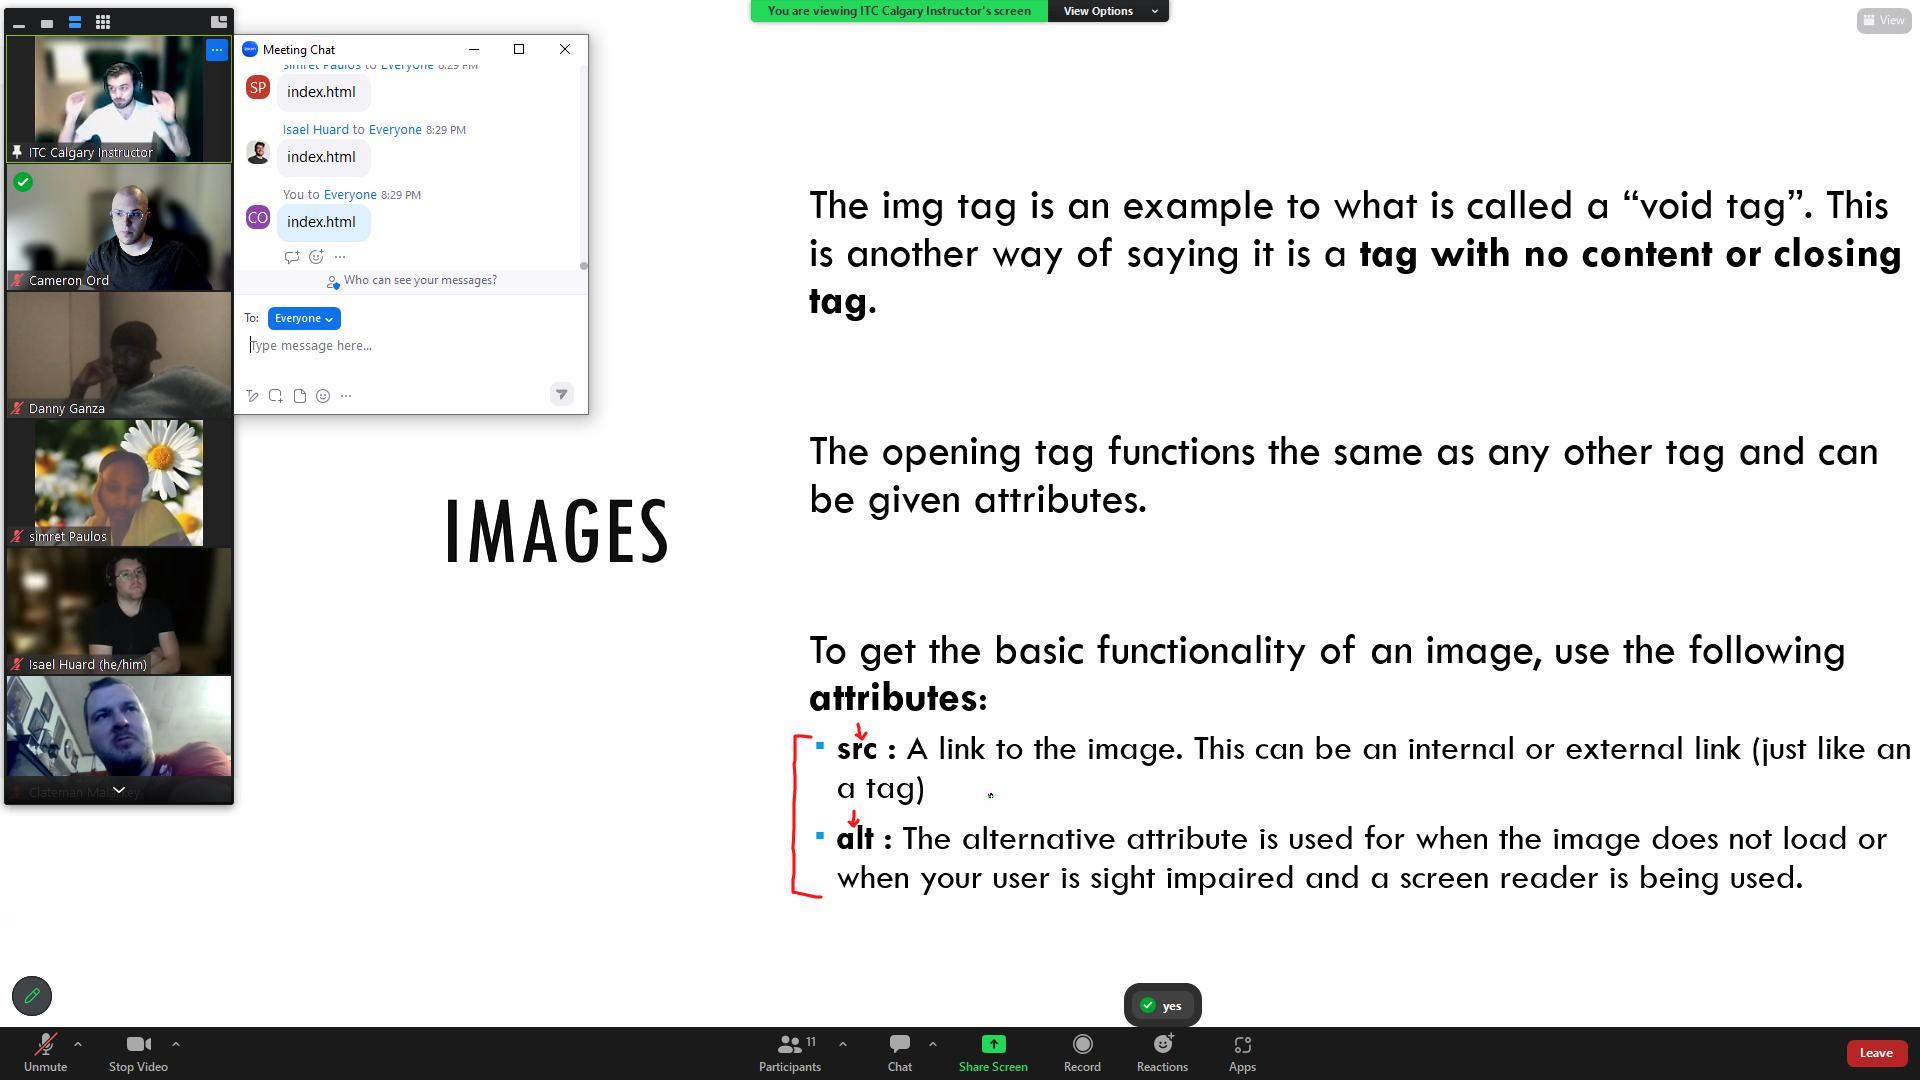 You are viewing ITC Calgary Instructor's screen
View Options
View
Meeting Chat
simret Paulos to Everyone 8:29 PM
SP
index.html
Isael Huard to Everyone 8:29 PM
index.html
You to Everyone 8:29 PM
CO
index.html
Who can see your messages?
To: Everyone
Type message here...
ITC Calgary Instructor
Cameron Ord
Danny Ganza
simret Paulos
Isael Huard (he/him)
IMAGES
The img tag is an example to what is called a “void tag”. This
is another way of saying it is a tag with no content or closing
tag.
The opening tag functions the same as any other tag and can
be given attributes.
To get the basic functionality of an image, use the following
attributes:
src : A link to the image. This can be an internal or external link (just like an
a tag)
alt : The alternative attribute is used for when the image does not load or
when your user is sight impaired and a screen reader is being used.
yes
Unmute
Stop Video
Participants
11
Chat
Share Screen
Record
Reactions
Apps
Leave